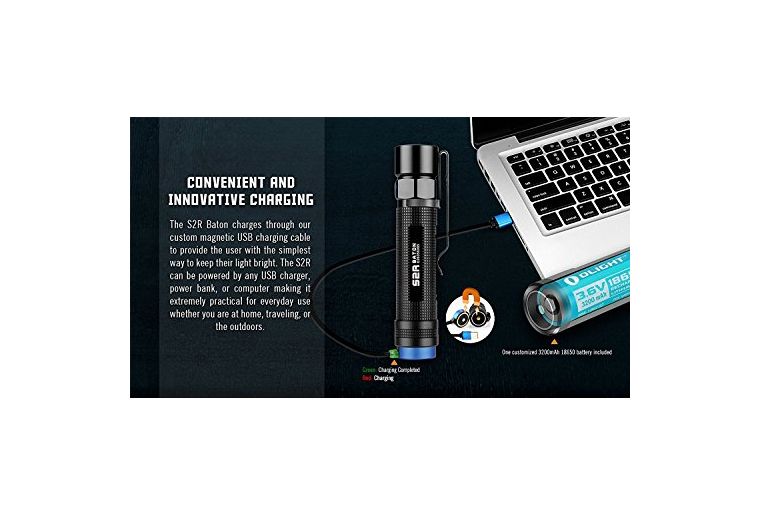 CONVENIENT AND
INNOVATIVE CHARGING
The S2R Baton charges through our
custom magnetic USB charging cable
to provide the user with the simplest
way to keep their light bright. The S2R
can be powered by any USB charger,
power bank, or computer making it
extremely practical for everyday use
whether you are at home, traveling, or
the outdoors.
S2R BATON
Green: Charging Completed
Red: Charging
OLIGHT 1865
3.6V
3200 mAh
One customized 3200mAh 18650 battery included